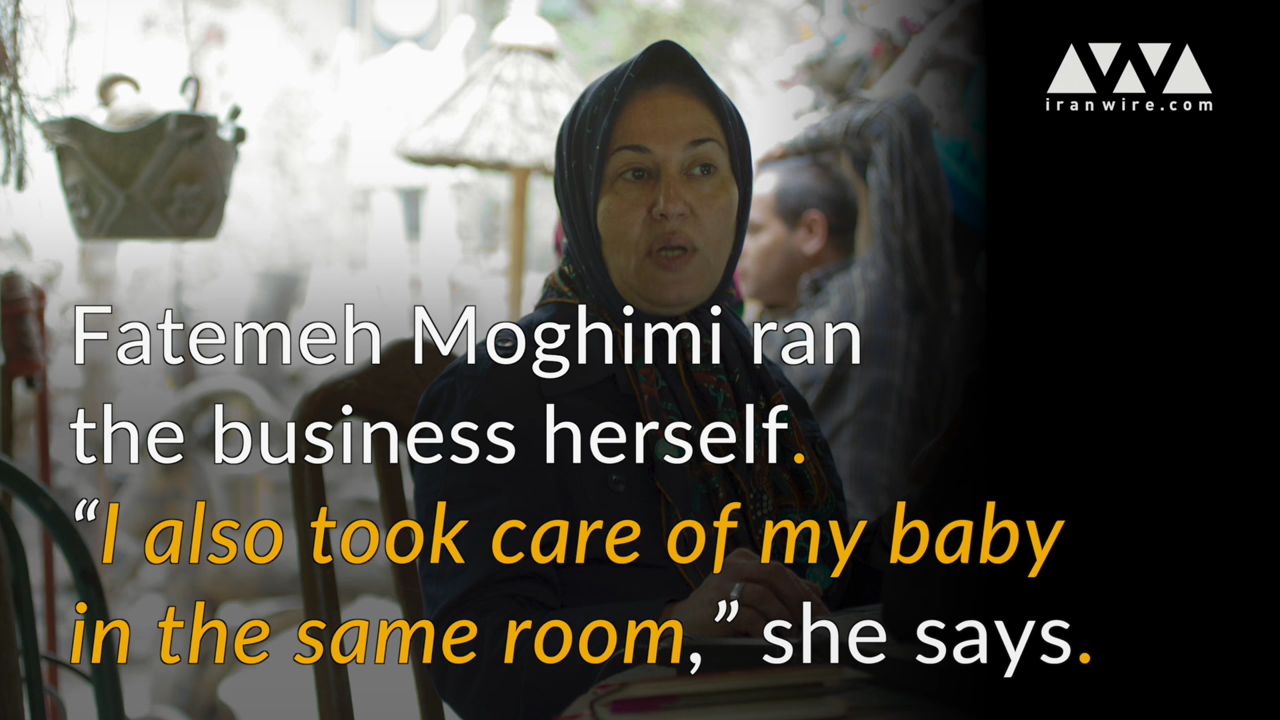 iranwire.com
Fatemeh Moghimi ran
the business herself.
“I also took care of my baby
in the same room,” she says.